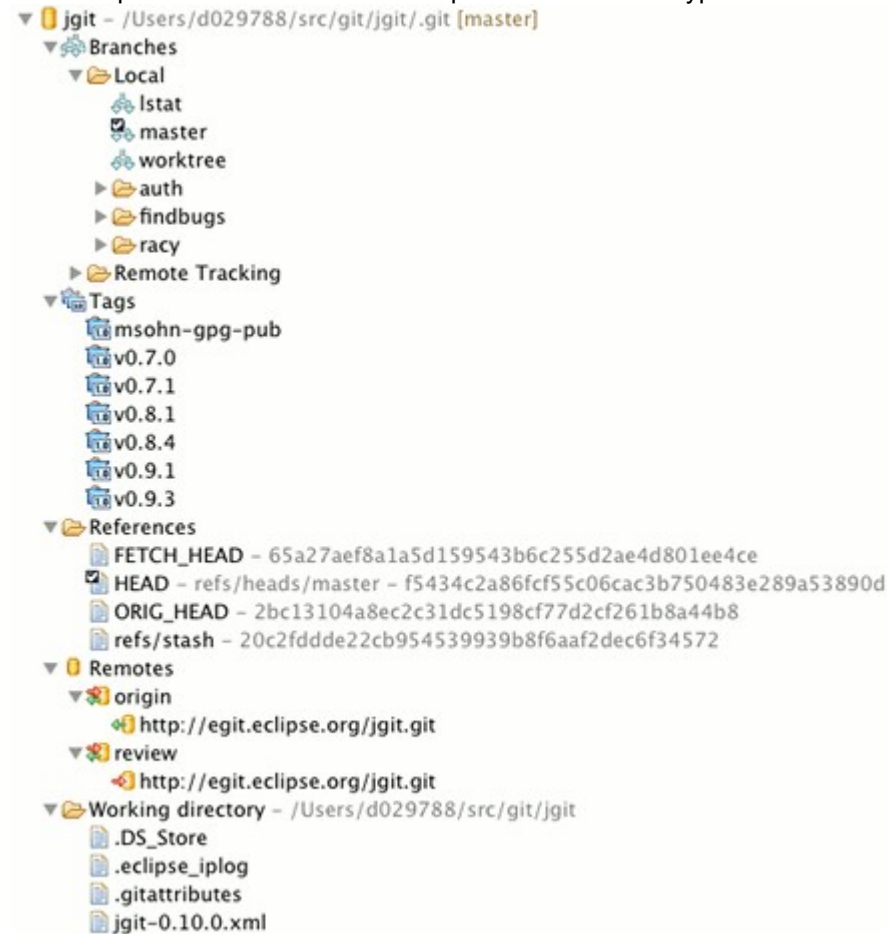 jgit – /Users/d029788/src/git/jgit/.git [master]
Branches
Local
lstat
master
worktree
auth
findbugs
racy
Remote Tracking
Tags
msohn-gpg-pub
v0.7.0
v0.7.1
v0.8.1
v0.8.4
v0.9.1
v0.9.3
References
FETCH_HEAD – 65a27aef8a1a5d159543b6c255d2ae4d801ee4ce
HEAD – refs/heads/master – f5434c2a86fcf55c06cac3b750483e289a53890d
ORIG_HEAD – 2bc13104a8ec2c31dc5198cf77d2cf261b8a44b8
refs/stash – 20c2fddde22cb954539939b8f6aaf2dec6f34572
Remotes
origin
http://egit.eclipse.org/jgit.git
review
http://egit.eclipse.org/jgit.git
Working directory – /Users/d029788/src/git/jgit
.DS_Store
.eclipse_iplog
.gitattributes
jgit-0.10.0.xml